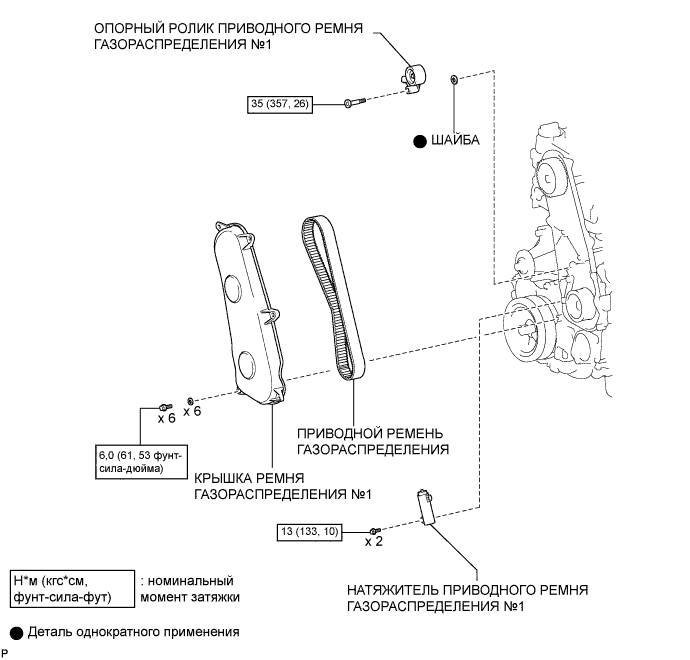 ОПОРНЫЙ РОЛИК ПРИВОДНОГО РЕМНЯ
ГАЗОРАСПРЕДЕЛЕНИЯ №1
35 (357, 26)
ШАЙБА
x 6
x 6
6,0 (61, 53 фунт-
сила-дюйма)
ПРИВОДНОЙ РЕМЕНЬ
ГАЗОРАСПРЕДЕЛЕНИЯ
КРЫШКА РЕМНЯ
ГАЗОРАСПРЕДЕЛЕНИЯ №1
13 (133, 10)
x 2
НАТЯЖИТЕЛЬ ПРИВОДНОГО РЕМНЯ
ГАЗОРАСПРЕДЕЛЕНИЯ №1
Н*м (кгс*см,
фунт-сила-фут)
: номинальный
момент затяжки
Деталь однократного применения
P